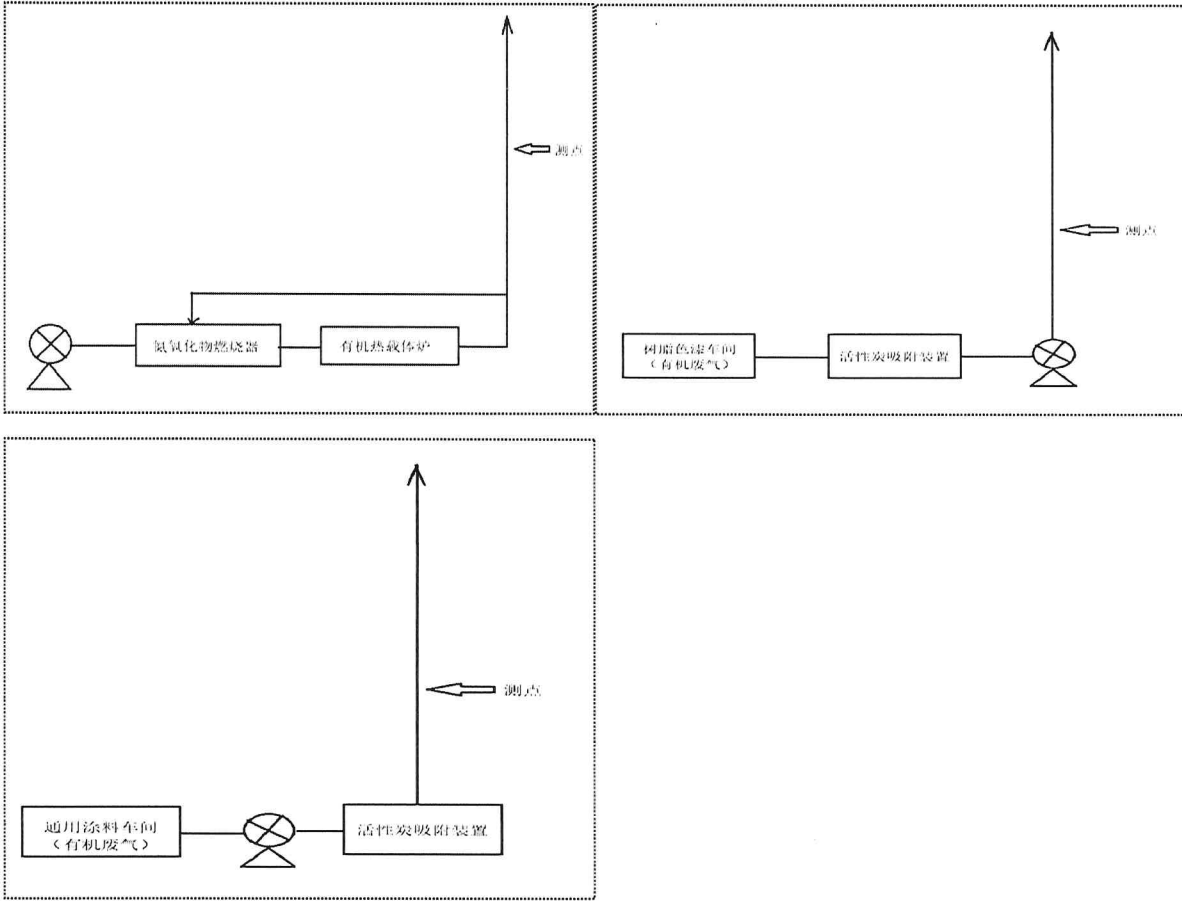 测点
氮氧化物燃烧器
有机热载体炉
测点
树脂色漆车间
（有机废气）
活性炭吸附装置
测点
通用涂料车间
（有机废气）
活性炭吸附装置